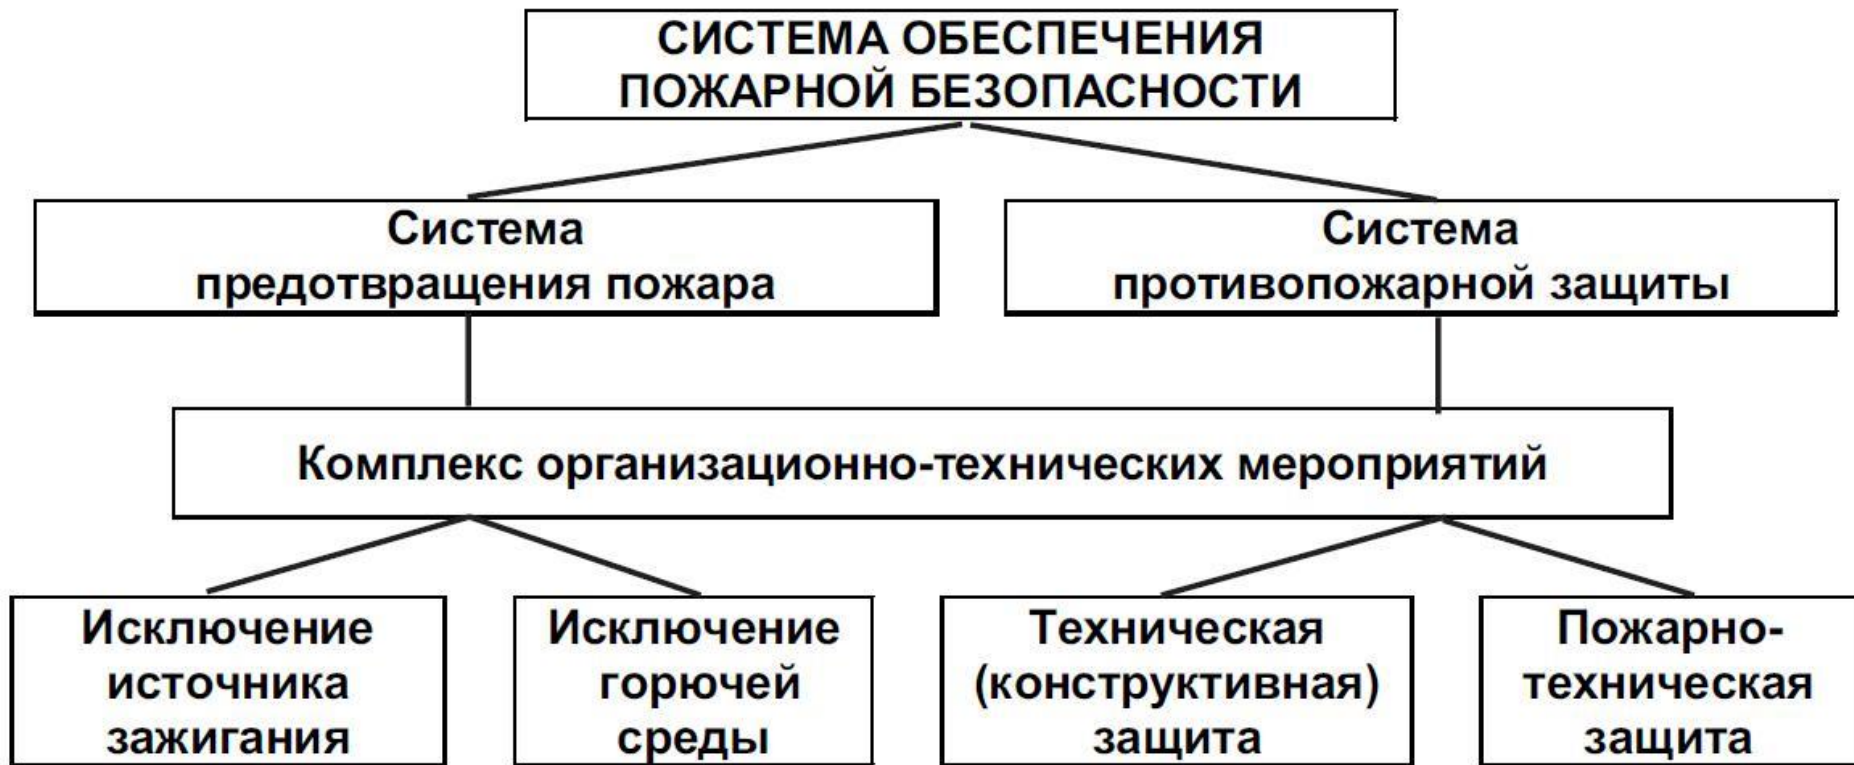 СИСТЕМА ОБЕСПЕЧЕНИЯ
ПОЖАРНОЙ БЕЗОПАСНОСТИ
Система
предотвращения пожара
Система
противопожарной защиты
Комплекс организационно-технических мероприятий
Исключение
источника
зажигания
Исключение
горючей
среды
Техническая
(конструктивная)
защита
Пожарно-
техническая
защита